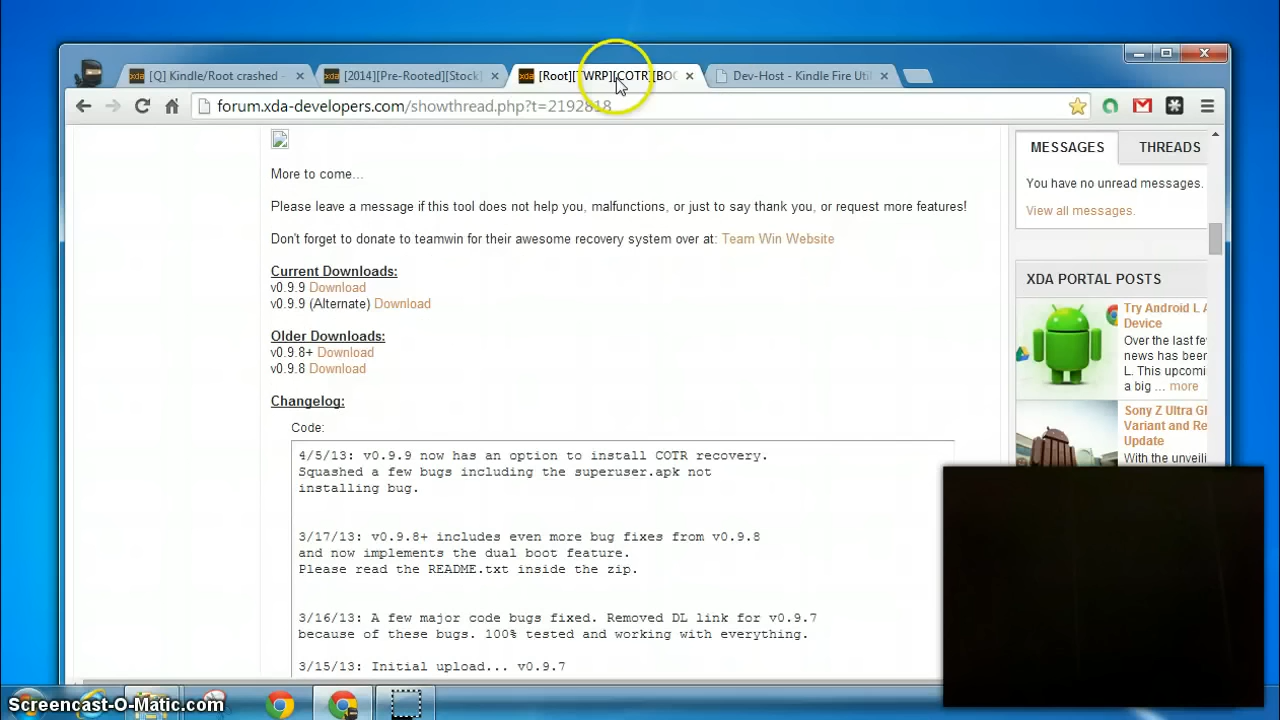 [Q] Kindle/Root crashed -
[2014][Pre-Rooted][Stock]
[Root][TWRP][COTR][BOO
Dev-Host - Kindle Fire Util
forum.xda-developers.com/showthread.php?t=2192818
More to come...
Please leave a message if this tool does not help you, malfunctions, or just to say thank you, or request more features!
Don't forget to donate to teamwin for their awesome recovery system over at: Team Win Website
Current Downloads:
v0.9.9 Download
v0.9.9 (Alternate) Download
Older Downloads:
v0.9.8+ Download
v0.9.8 Download
Changelog:
Code:
4/5/13: v0.9.9 now has an option to install COTR recovery.
Squashed a few bugs including the superuser.apk not
installing bug.
3/17/13: v0.9.8+ includes even more bug fixes from v0.9.8
and now implements the dual boot feature.
Please read the README.txt inside the zip.
3/16/13: A few major code bugs fixed. Removed DL link for v0.9.7
because of these bugs. 100% tested and working with everything.
3/15/13: Initial upload... v0.9.7
MESSAGES
THREADS
You have no unread messages.
View all messages.
XDA PORTAL POSTS
Try Android L A
Device
Over the last fe
news has been
L. This upcomi
a big ... more
Sony Z Ultra GP
Variant and Re
Update
With the unveili
Screencast-O-Matic.com